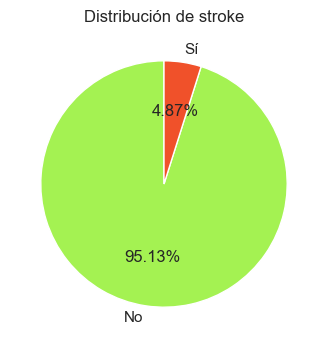 Distribución de stroke
Sí
4.87%
95.13%
No